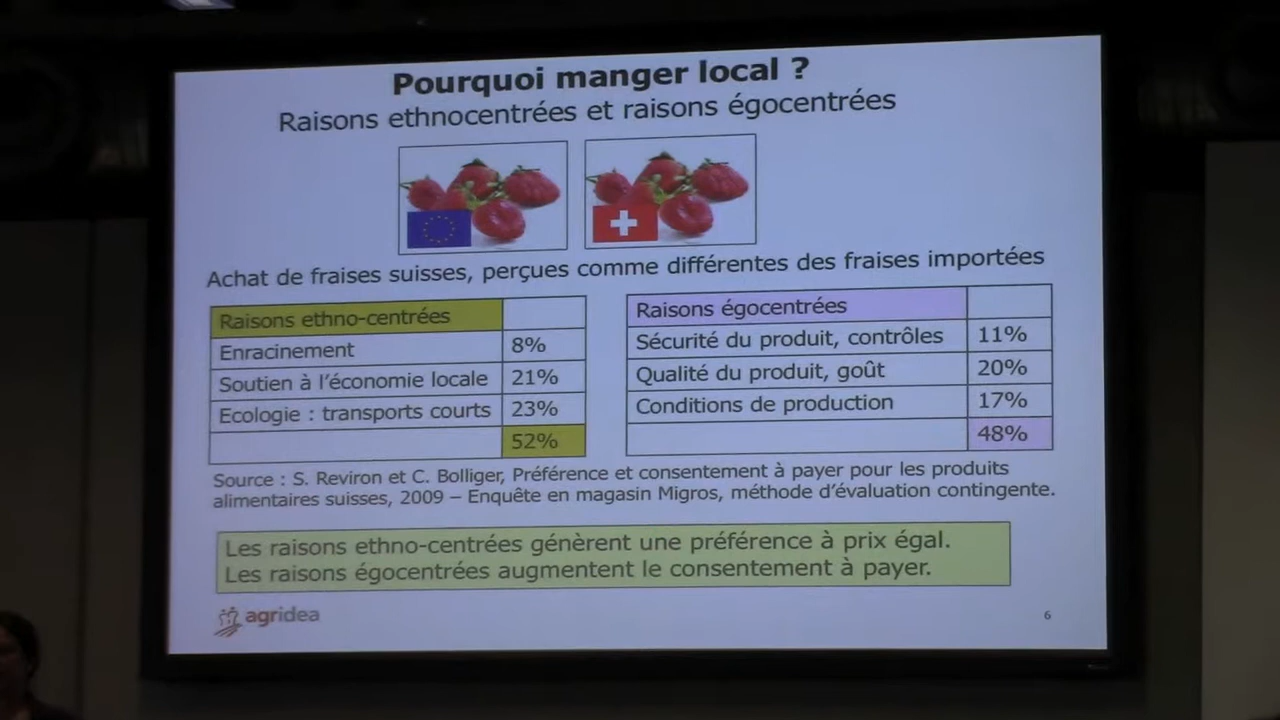 Pourquoi manger local ?
Raisons ethnocentrées et raisons égocentrées
Achat de fraises suisses, perçues comme différentes des fraises importées
Raisons ethno-centrées
Enracinement 8%
Soutien à l'économie locale 21%
Ecologie : transports courts 23%
52%
Raisons égocentrées
Sécurité du produit, contrôles 11%
Qualité du produit, goût 20%
Conditions de production 17%
48%
Source : S. Reviron et C. Bolliger, Préférence et consentement à payer pour les produits
alimentaires suisses, 2009 – Enquête en magasin Migros, méthode d'évaluation contingente.
Les raisons ethno-centrées génèrent une préférence à prix égal.
Les raisons égocentrées augmentent le consentement à payer.
agridea
6